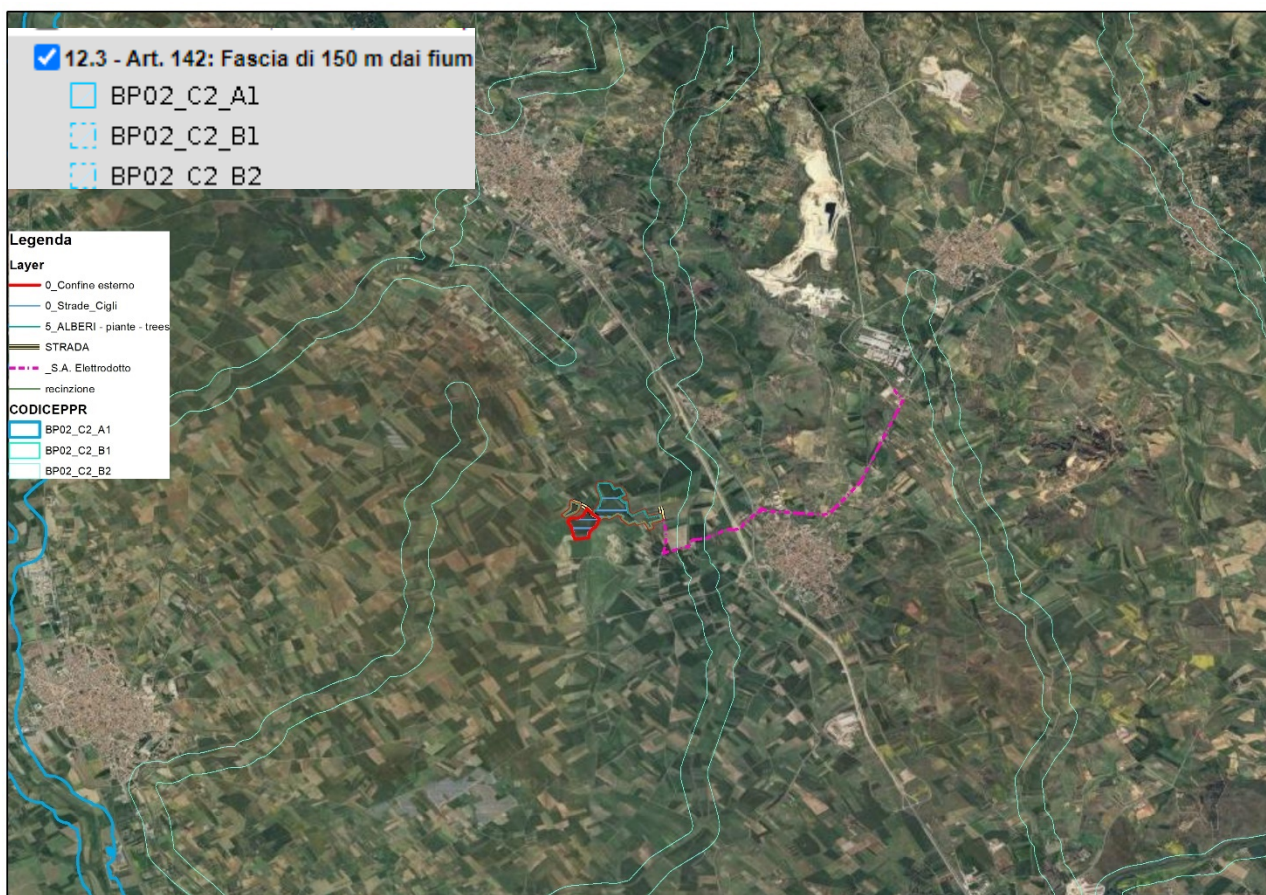 12.3 - Art. 142: Fascia di 150 m dai fium
BP02_C2_A1
BP02_C2_B1
BP02_C2_B2
Legenda
Layer
0_Confine esterno
0_Strade_Cigli
5_ALBERI - piante - trees
STRADA
_S.A. Elettrodotto
recinzione
CODICEPPR
BP02_C2_A1
BP02_C2_B1
BP02_C2_B2